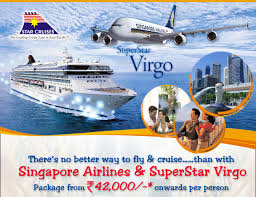 STAR CRUISES
The Leading Cruise Line in Asia-Pacific
SuperStar
Virgo
There's no better way to fly & cruise.....than with
Singapore Airlines & SuperStar Virgo
Package from ₹42,000/-* onwards per person